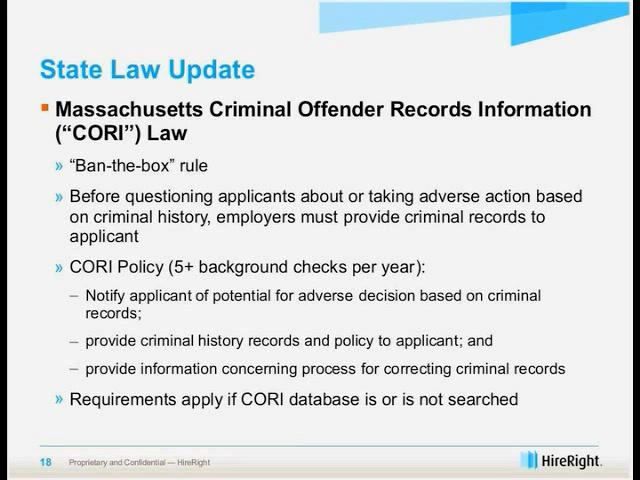 State Law Update
Massachusetts Criminal Offender Records Information
(“CORI”) Law
» “Ban-the-box” rule
» Before questioning applicants about or taking adverse action based
on criminal history, employers must provide criminal records to
applicant
» CORI Policy (5+ background checks per year):
– Notify applicant of potential for adverse decision based on criminal
records;
– provide criminal history records and policy to applicant; and
– provide information concerning process for correcting criminal records
» Requirements apply if CORI database is or is not searched
18 Proprietary and Confidential — HireRight
HireRight.